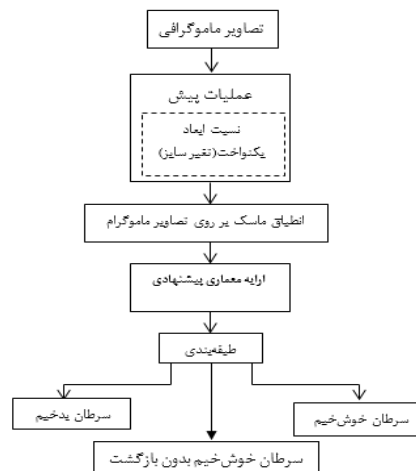 تصاویر ماموگرافی
عملیات پیش
نسبت ابعاد
یکنواخت(تغیر سایز)
انطباق ماسک بر روی تصاویر ماموگرام
ارایه معماری پیشنهادی
طبقه‌بندی
سرطان خوش‌خیم
سرطان بدخیم
سرطان خوش‌خیم بدون بازگشت